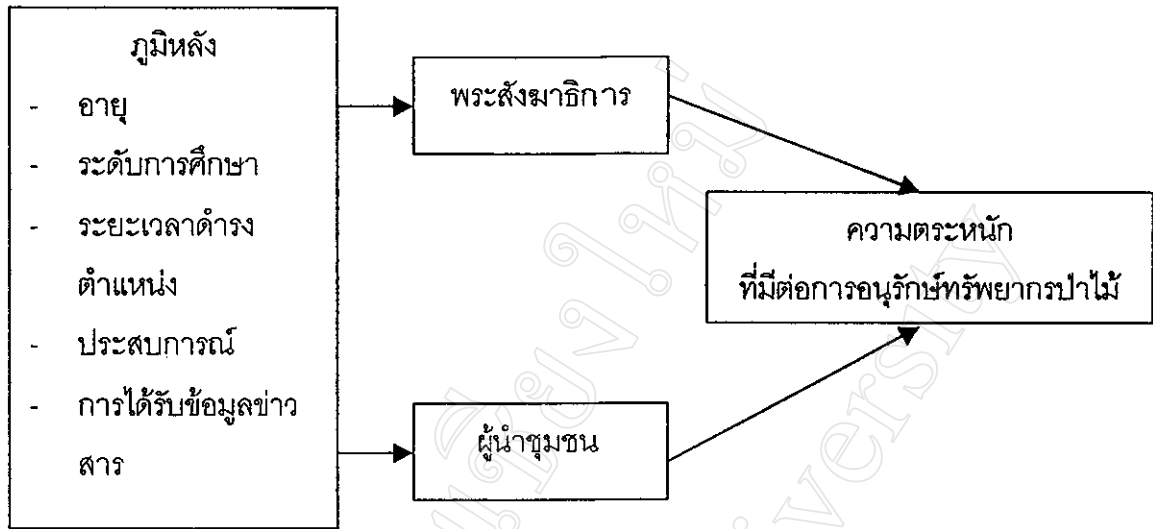 ภูมิหลัง
- อายุ
- ระดับการศึกษา
- ระยะเวลาดำรง
ตำแหน่ง
- ประสบการณ์
- การได้รับข้อมูลข่าว
สาร
พระสังฆาธิการ
ผู้นำชุมชน
ความตระหนัก
ที่มีต่อการอนุรักษ์ทรัพยากรป่าไม้